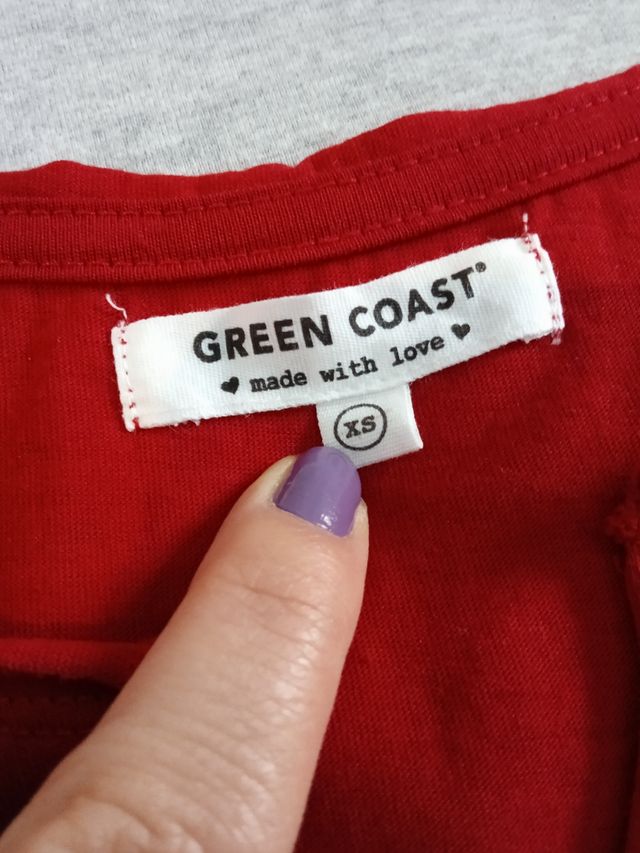 GREEN COAST®
♥ made with love ♥
XS